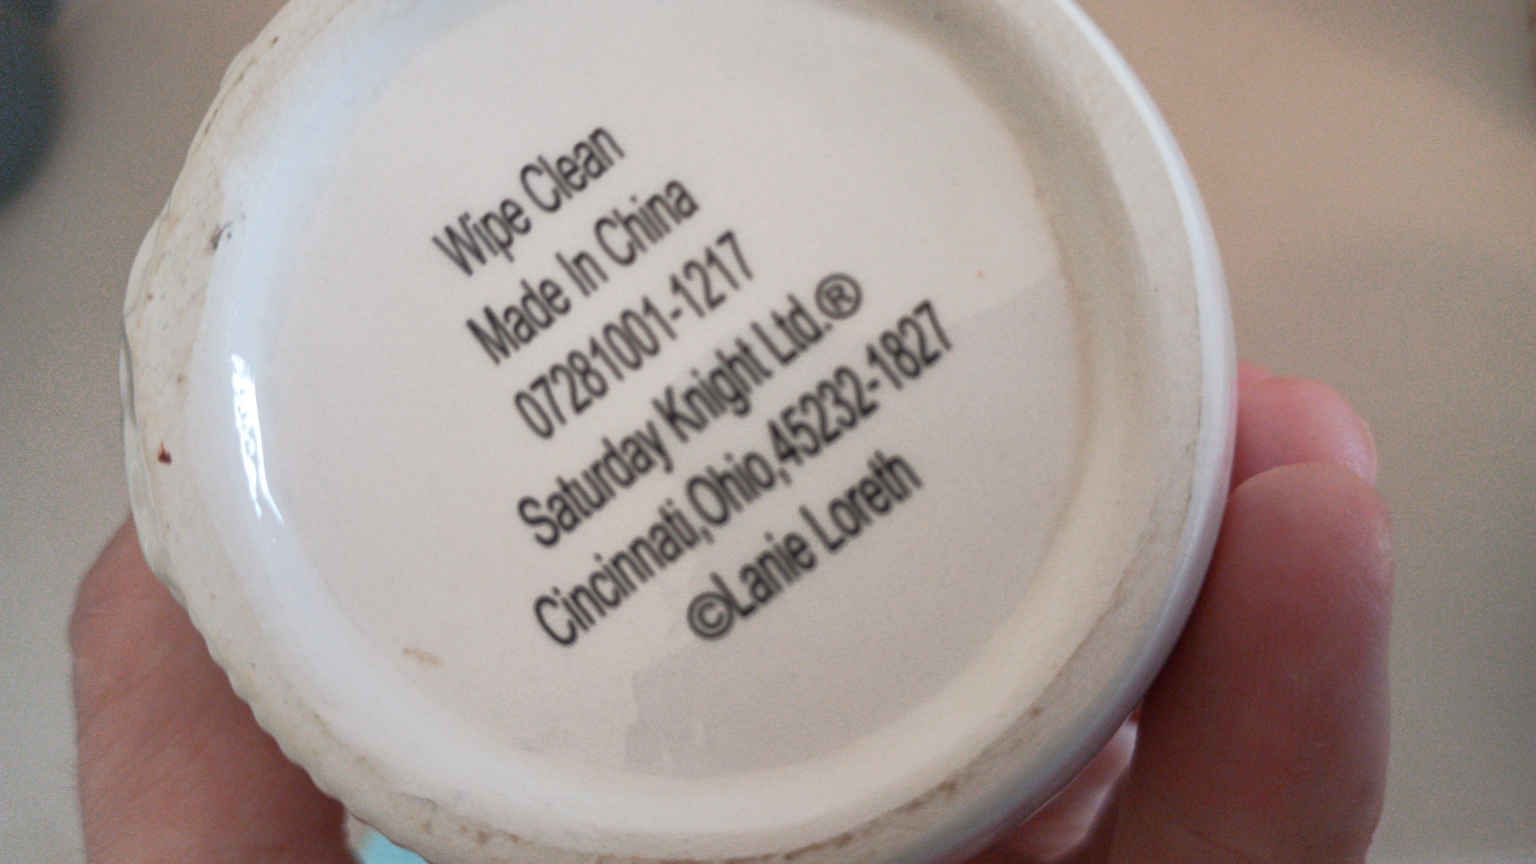 Wipe Clean
Made In China
07281001-1217
Saturday Knight Ltd.®
Cincinnati,Ohio,45232-1827
©Lanie Loreth